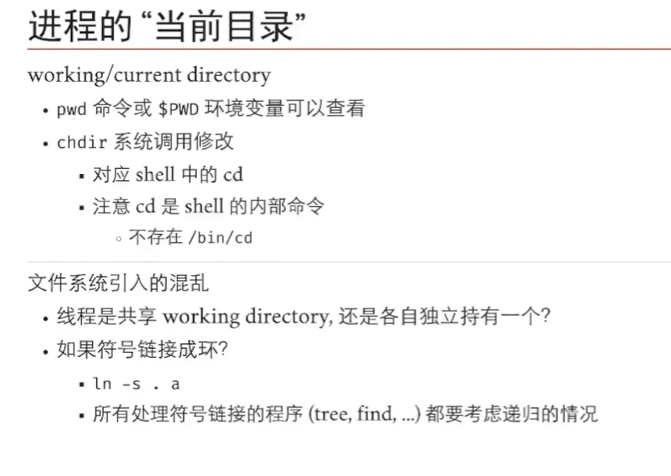 进程的 “当前目录”
working/current directory
• pwd 命令或 $PWD 环境变量可以查看
• chdir 系统调用修改
▪ 对应 shell 中的 cd
▪ 注意 cd 是 shell 的内部命令
◦ 不存在 /bin/cd
文件系统引入的混乱
• 线程是共享 working directory, 还是各自独立持有一个?
• 如果符号链接成环?
▪ ln -s . a
▪ 所有处理符号链接的程序 (tree, find, ...) 都要考虑递归的情况